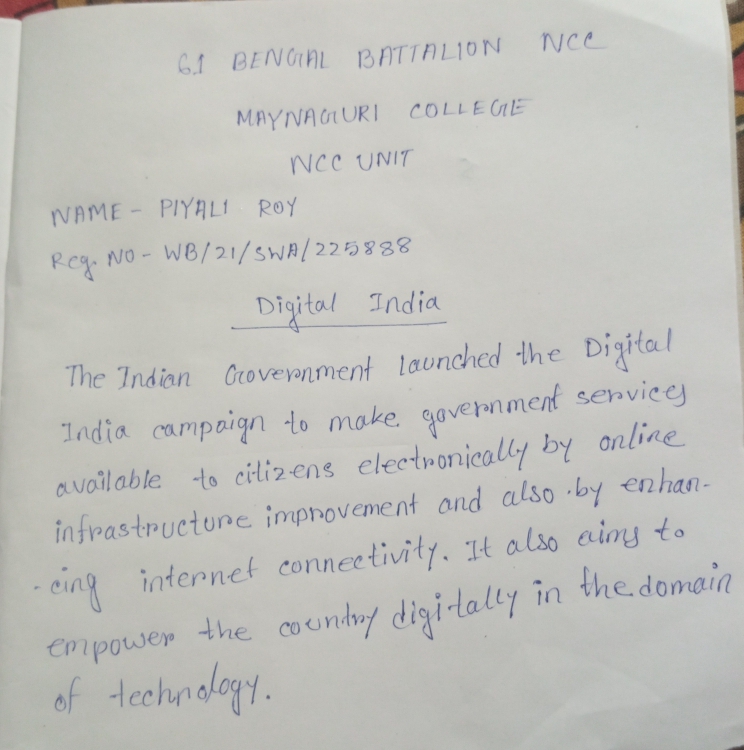 61 BENGAL BATTALION NCC
MAYNAGURI COLLEGE
NCC UNIT
NAME - PIYALI ROY
Reg. NO - WB/21/SWA/225888
Digital India
The Indian Government launched the Digital
India campaign to make government services
available to citizens electronically by online
infrastructure improvement and also by enhan-
-cing internet connectivity. It also aims to
empower the country digitally in the domain
of technology.